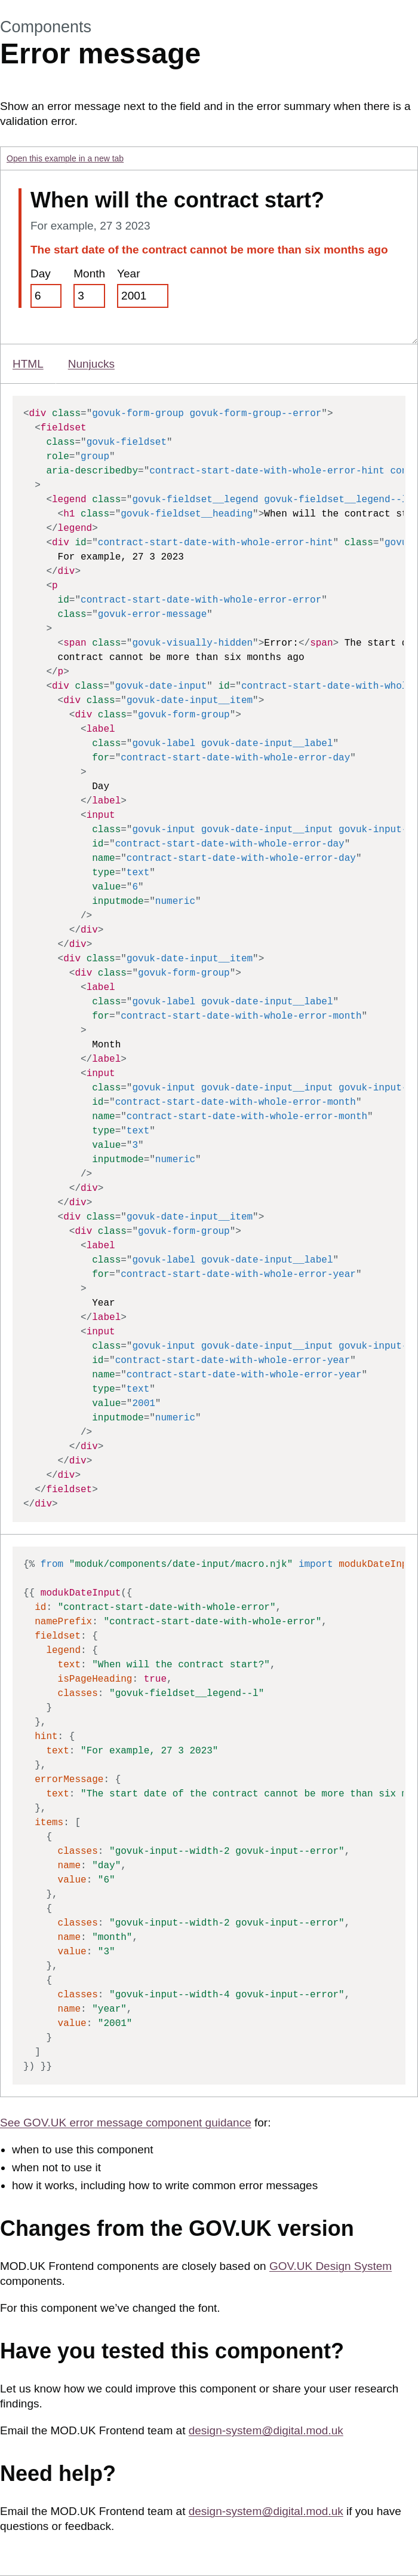 Components
Error message
Show an error message next to the field and in the error summary when there is a
validation error.
Open this example in a new tab
When will the contract start?
For example, 27 3 2023
The start date of the contract cannot be more than six months ago
Day Month Year
6 3 2001
HTML Nunjucks
<div class="govuk-form-group govuk-form-group--error">
<fieldset
class="govuk-fieldset"
role="group"
aria-describedby="contract-start-date-with-whole-error-hint con
>
<legend class="govuk-fieldset__legend govuk-fieldset__legend--l
<h1 class="govuk-fieldset__heading">When will the contract st
</legend>
<div id="contract-start-date-with-whole-error-hint" class="govu
For example, 27 3 2023
</div>
<p
id="contract-start-date-with-whole-error-error"
class="govuk-error-message"
>
<span class="govuk-visually-hidden">Error:</span> The start d
contract cannot be more than six months ago
</p>
<div class="govuk-date-input" id="contract-start-date-with-whol
<div class="govuk-date-input__item">
<div class="govuk-form-group">
<label
class="govuk-label govuk-date-input__label"
for="contract-start-date-with-whole-error-day"
>
Day
</label>
<input
class="govuk-input govuk-date-input__input govuk-input-
id="contract-start-date-with-whole-error-day"
name="contract-start-date-with-whole-error-day"
type="text"
value="6"
inputmode="numeric"
/>
</div>
</div>
<div class="govuk-date-input__item">
<div class="govuk-form-group">
<label
class="govuk-label govuk-date-input__label"
for="contract-start-date-with-whole-error-month"
>
Month
</label>
<input
class="govuk-input govuk-date-input__input govuk-input-
id="contract-start-date-with-whole-error-month"
name="contract-start-date-with-whole-error-month"
type="text"
value="3"
inputmode="numeric"
/>
</div>
</div>
<div class="govuk-date-input__item">
<div class="govuk-form-group">
<label
class="govuk-label govuk-date-input__label"
for="contract-start-date-with-whole-error-year"
>
Year
</label>
<input
class="govuk-input govuk-date-input__input govuk-input-
id="contract-start-date-with-whole-error-year"
name="contract-start-date-with-whole-error-year"
type="text"
value="2001"
inputmode="numeric"
/>
</div>
</div>
</div>
</fieldset>
</div>
{% from "moduk/components/date-input/macro.njk" import modukDateInp
{{ modukDateInput({
id: "contract-start-date-with-whole-error",
namePrefix: "contract-start-date-with-whole-error",
fieldset: {
legend: {
text: "When will the contract start?",
isPageHeading: true,
classes: "govuk-fieldset__legend--l"
}
},
hint: {
text: "For example, 27 3 2023"
},
errorMessage: {
text: "The start date of the contract cannot be more than six m
},
items: [
{
classes: "govuk-input--width-2 govuk-input--error",
name: "day",
value: "6"
},
{
classes: "govuk-input--width-2 govuk-input--error",
name: "month",
value: "3"
},
{
classes: "govuk-input--width-4 govuk-input--error",
name: "year",
value: "2001"
}
]
}) }}
See GOV.UK error message component guidance for:
• when to use this component
• when not to use it
• how it works, including how to write common error messages
Changes from the GOV.UK version
MOD.UK Frontend components are closely based on GOV.UK Design System
components.
For this component we’ve changed the font.
Have you tested this component?
Let us know how we could improve this component or share your user research
findings.
Email the MOD.UK Frontend team at design-system@digital.mod.uk
Need help?
Email the MOD.UK Frontend team at design-system@digital.mod.uk if you have
questions or feedback.